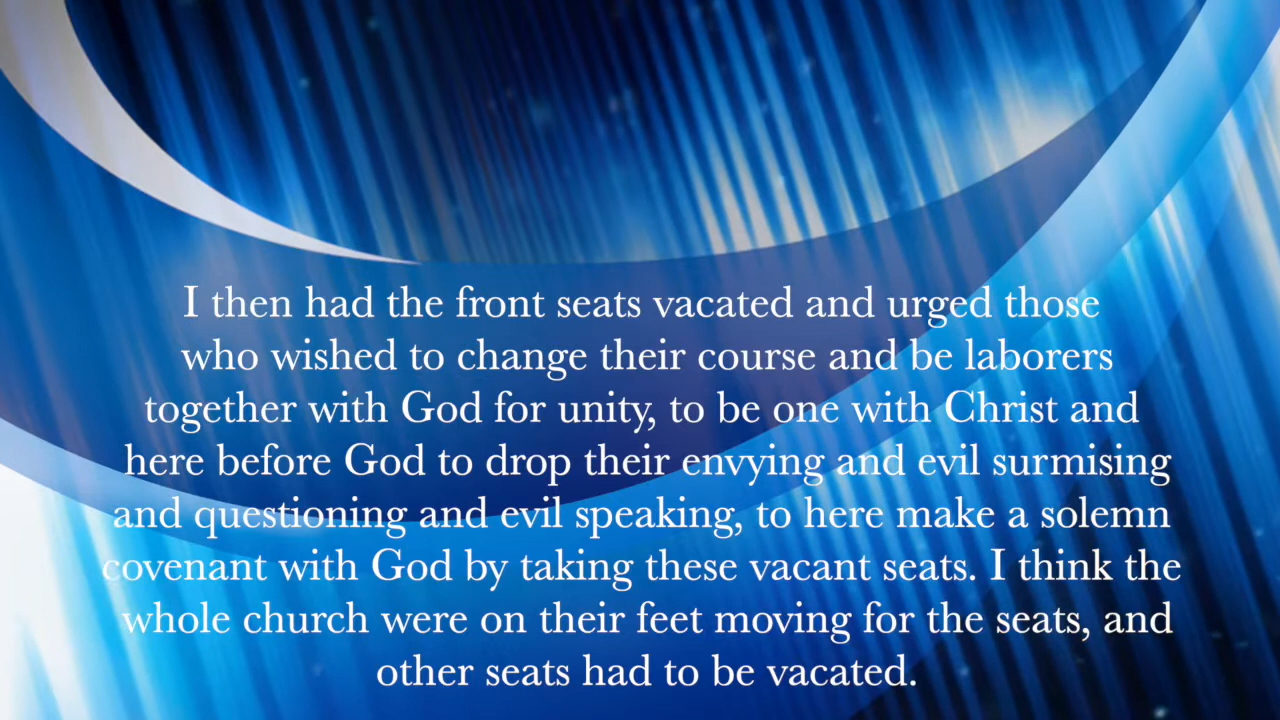 I then had the front seats vacated and urged those
who wished to change their course and be laborers
together with God for unity, to be one with Christ and
here before God to drop their envying and evil surmising
and questioning and evil speaking, to here make a solemn
covenant with God by taking these vacant seats. I think the
whole church were on their feet moving for the seats, and
other seats had to be vacated.